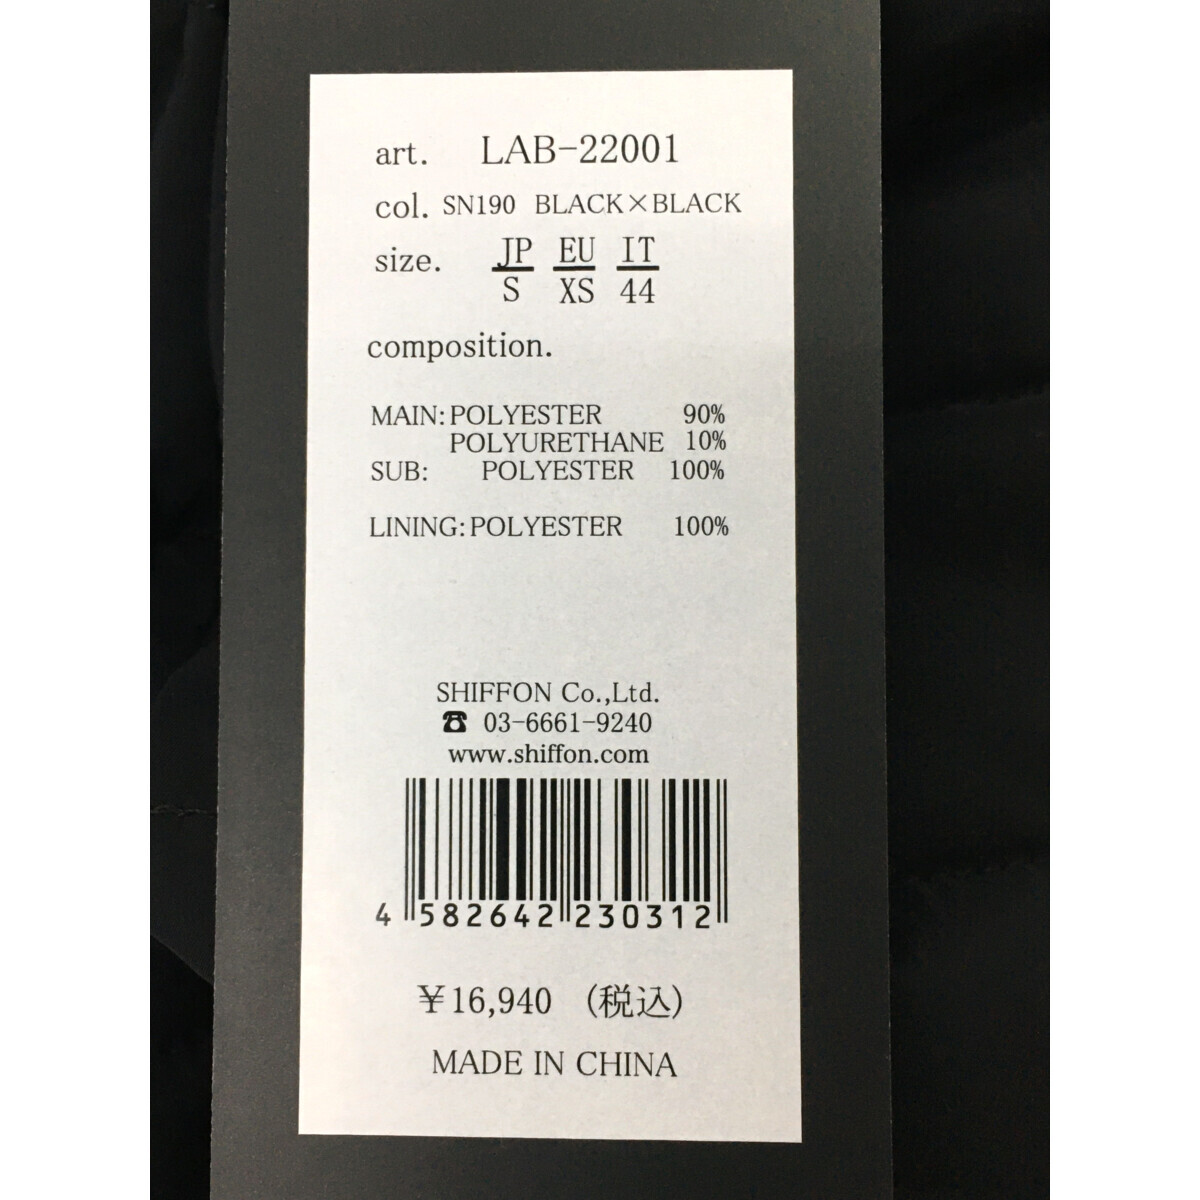 art. LAB-22001
col. SN190 BLACK×BLACK
size. JP EU IT
S XS 44
composition.
MAIN: POLYESTER 90%
POLYURETHANE 10%
SUB: POLYESTER 100%
LINING: POLYESTER 100%
SHIFFON Co.,Ltd.
☎ 03-6661-9240
www.shiffon.com
4 582642 230312
¥16,940 (税込)
MADE IN CHINA